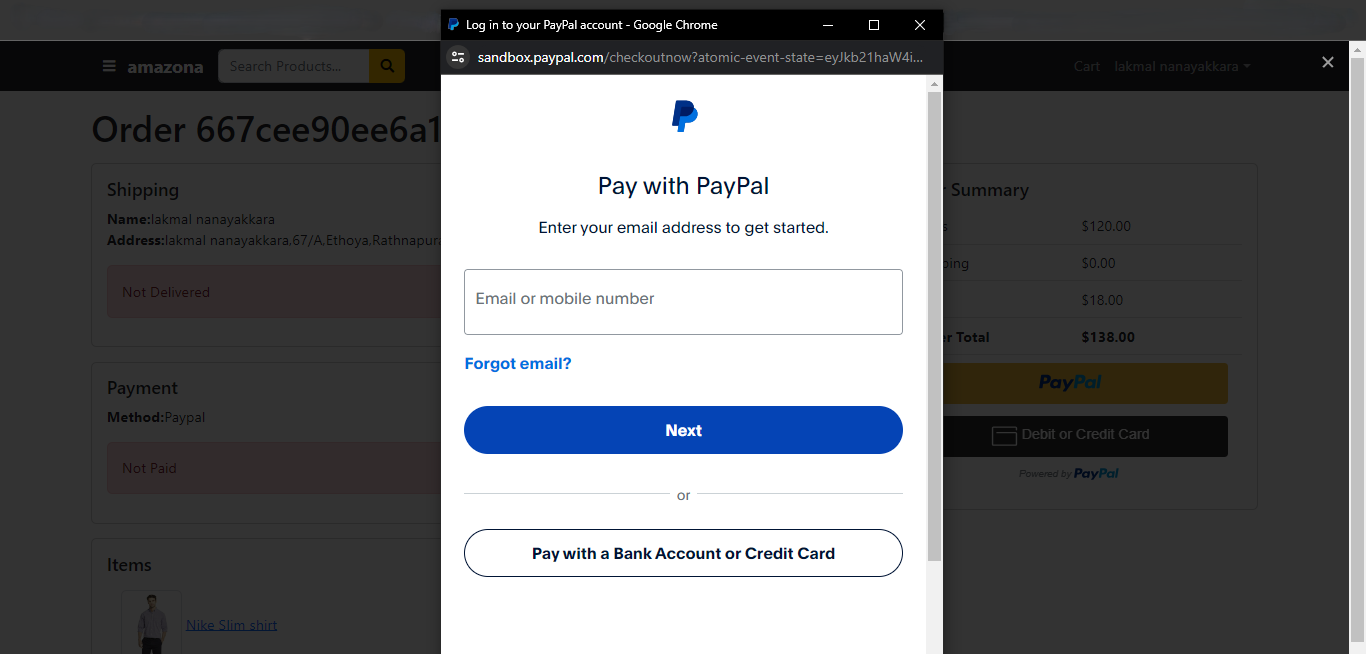 Log in to your PayPal account - Google Chrome
sandbox.paypal.com/checkoutnow?atomic-event-state=eyJkb21haW4i...
amazona
Search Products...
Cart
lakmal nanayakkara
Order 667cee90ee6a1
Shipping
Name:lakmal nanayakkara
Address:lakmal nanayakkara,67/A,Ethoya,Rathnapura
Not Delivered
Payment
Method:Paypal
Not Paid
Items
Nike Slim shirt
Pay with PayPal
Enter your email address to get started.
Email or mobile number
Forgot email?
Next
or
Pay with a Bank Account or Credit Card
Summary
$120.00
$0.00
$18.00
Total
$138.00
PayPal
Debit or Credit Card
Powered by PayPal